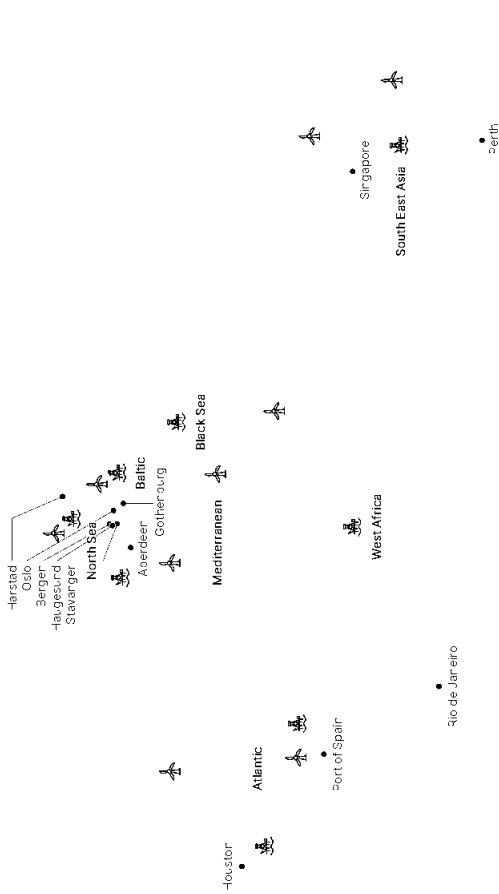 Harstad
Oslo
Berger
Haugesund
Stavanger
North Sea
Aberdeen
Gothenburg
Baltic
Black Sea
Mediterranean
West Africa
Atlantic
Houston
Port of Spain
Rio de Janeiro
Singapore
South East Asia
Perth